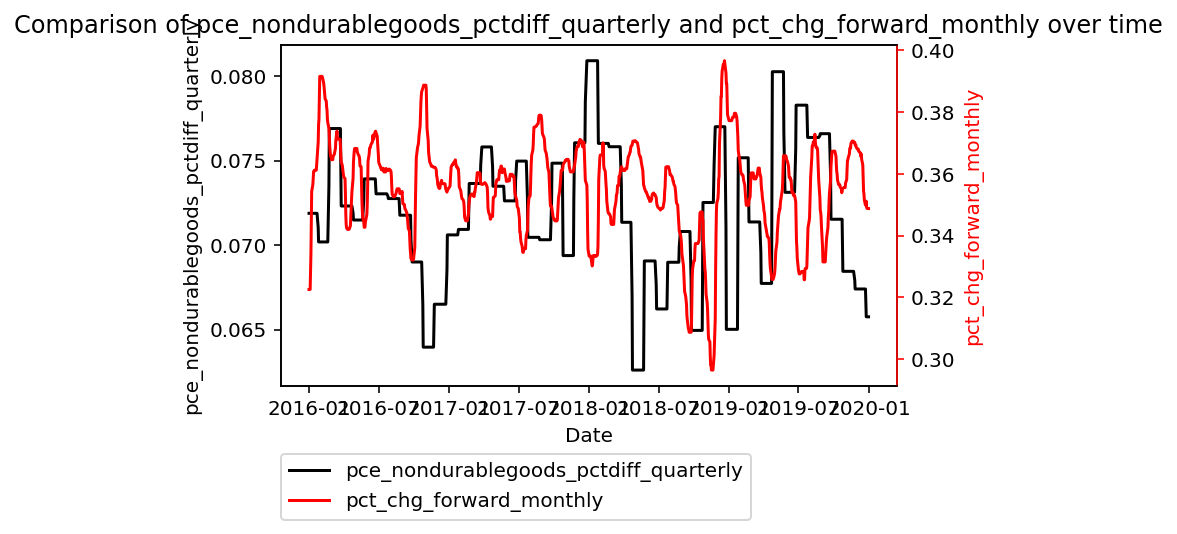 Comparison of pce_nondurablegoods_pctdiff_quarterly and pct_chg_forward_monthly over time
pce_nondurablegoods_pctdiff_quarterly
0.080
0.075
0.070
0.065
0.40
0.38
0.36
0.34
0.32
0.30
pct_chg_forward_monthly
2016-01 2016-07 2017-01 2017-07 2018-01 2018-07 2019-01 2019-07 2020-01
Date
pce_nondurablegoods_pctdiff_quarterly
pct_chg_forward_monthly